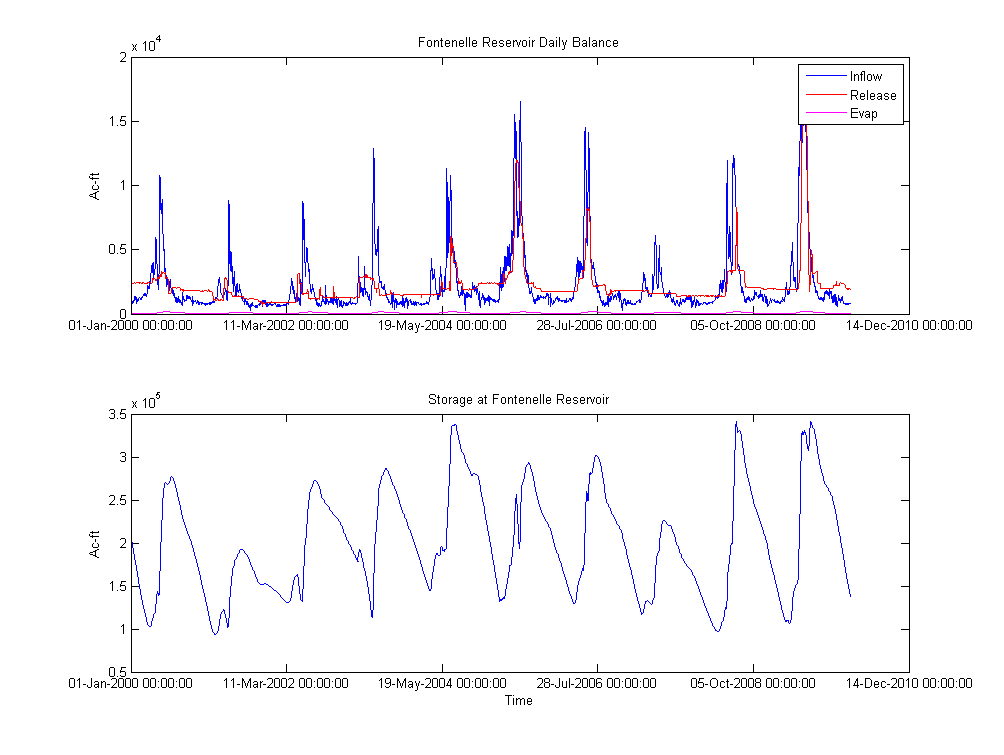 Fontenelle Reservoir Daily Balance
x 10^4
2
1.5
1
0.5
0
Ac-ft
Inflow
Release
Evap
01-Jan-2000 00:00:00 11-Mar-2002 00:00:00 19-May-2004 00:00:00 28-Jul-2006 00:00:00 05-Oct-2008 00:00:00 14-Dec-2010 00:00:00
Storage at Fontenelle Reservoir
x 10^5
3.5
3
2.5
2
1.5
1
0.5
Ac-ft
01-Jan-2000 00:00:00 11-Mar-2002 00:00:00 19-May-2004 00:00:00 28-Jul-2006 00:00:00 05-Oct-2008 00:00:00 14-Dec-2010 00:00:00
Time